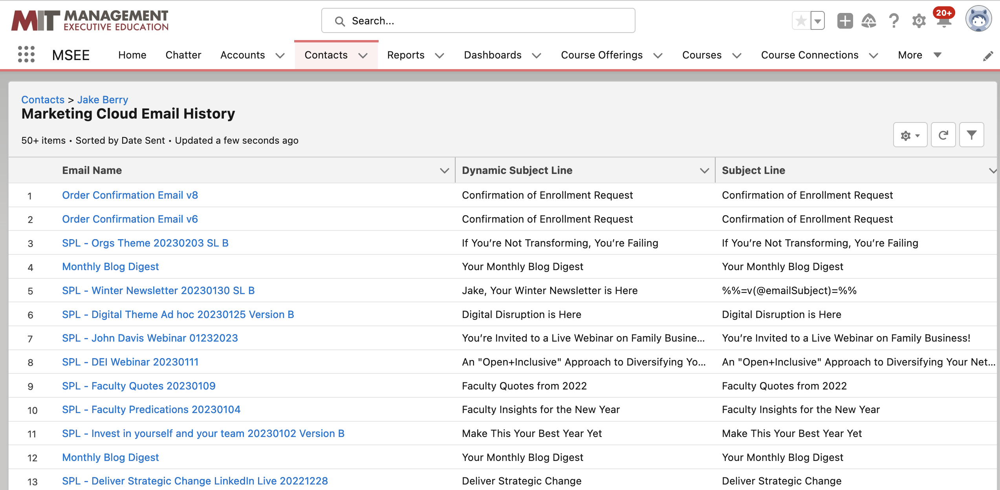 MIT MANAGEMENT
EXECUTIVE EDUCATION
Search...
20+
MSEE Home Chatter Accounts Contacts Reports Dashboards Course Offerings Courses Course Connections More
Contacts > Jake Berry
Marketing Cloud Email History
50+ items • Sorted by Date Sent • Updated a few seconds ago
Email Name Dynamic Subject Line Subject Line
1 Order Confirmation Email v8 Confirmation of Enrollment Request Confirmation of Enrollment Request
2 Order Confirmation Email v6 Confirmation of Enrollment Request Confirmation of Enrollment Request
3 SPL - Orgs Theme 20230203 SL B If You’re Not Transforming, You’re Failing If You’re Not Transforming, You’re Failing
4 Monthly Blog Digest Your Monthly Blog Digest Your Monthly Blog Digest
5 SPL - Winter Newsletter 20230130 SL B Jake, Your Winter Newsletter is Here %%=v(@emailSubject)=%%
6 SPL - Digital Theme Ad hoc 20230125 Version B Digital Disruption is Here Digital Disruption is Here
7 SPL - John Davis Webinar 01232023 You’re Invited to a Live Webinar on Family Busine... You’re Invited to a Live Webinar on Family Business!
8 SPL - DEI Webinar 20230111 An "Open+Inclusive" Approach to Diversifying Yo... An "Open+Inclusive" Approach to Diversifying Your Net...
9 SPL - Faculty Quotes 20230109 Faculty Quotes from 2022 Faculty Quotes from 2022
10 SPL - Faculty Predications 20230104 Faculty Insights for the New Year Faculty Insights for the New Year
11 SPL - Invest in yourself and your team 20230102 Version B Make This Your Best Year Yet Make This Your Best Year Yet
12 Monthly Blog Digest Your Monthly Blog Digest Your Monthly Blog Digest
13 SPL - Deliver Strategic Change LinkedIn Live 20221228 Deliver Strategic Change Deliver Strategic Change